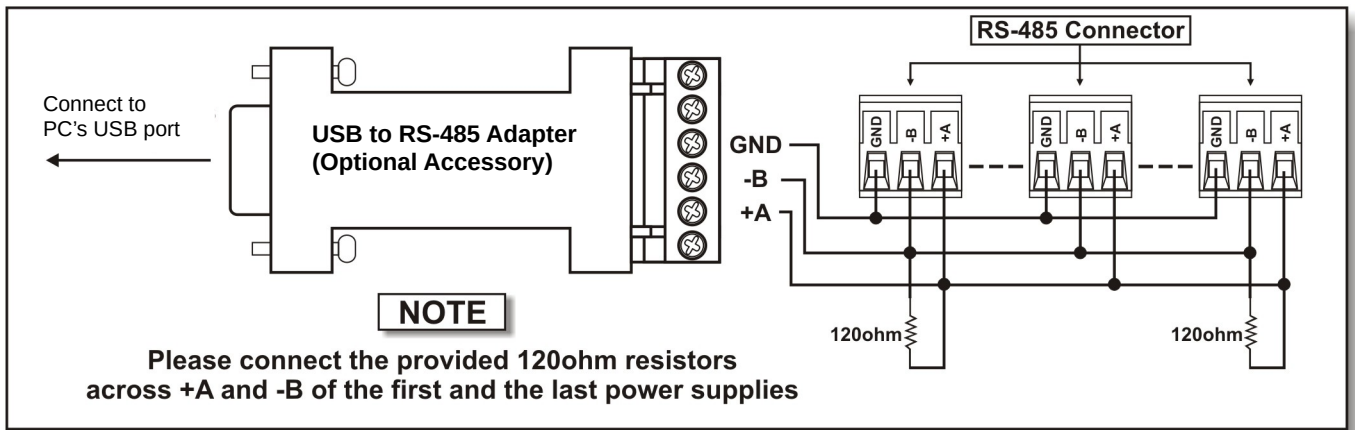 RS-485 Connector
Connect to
PC's USB port
USB to RS-485 Adapter
(Optional Accessory)
GND
-B
+A
GND
-B
+A
GND
-B
+A
GND
-B
+A
120ohm
120ohm
NOTE
Please connect the provided 120ohm resistors
across +A and -B of the first and the last power supplies